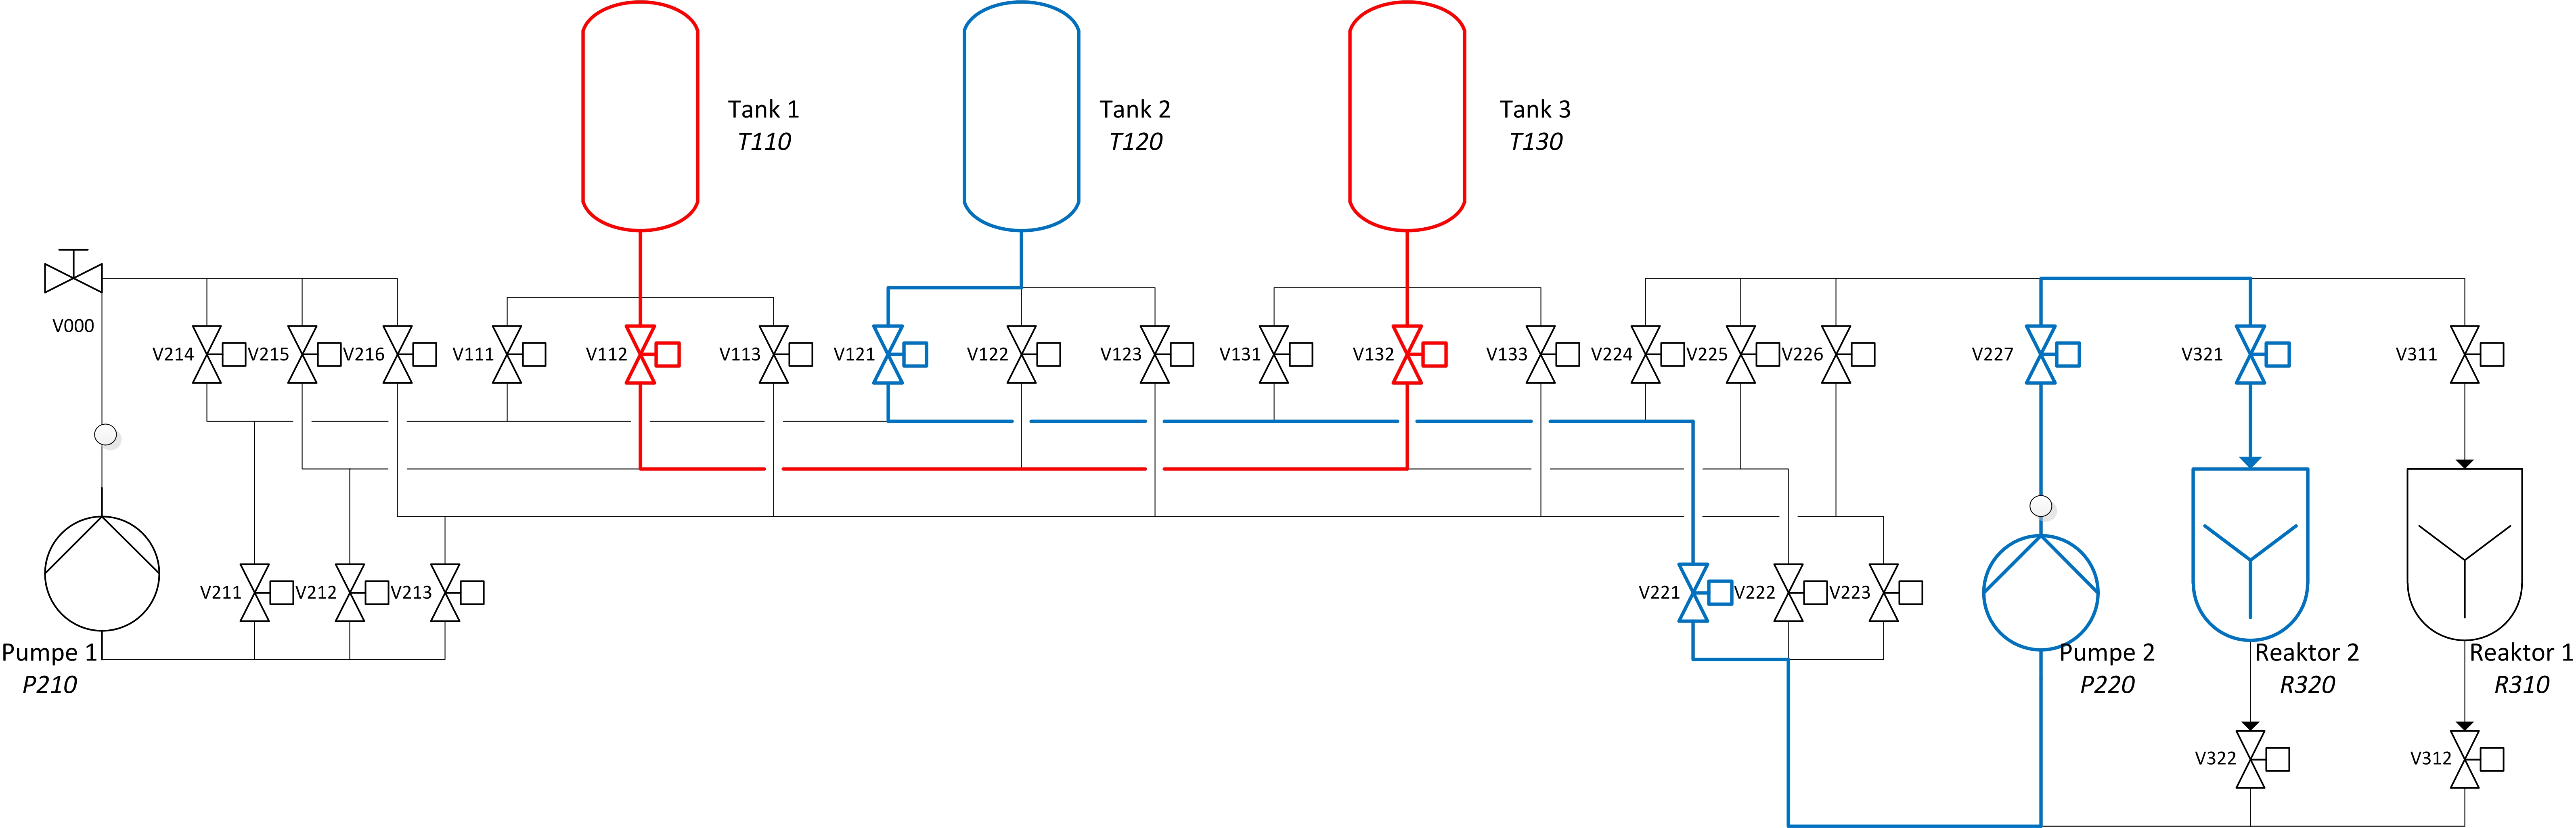 Tank 1
T110
Tank 2
T120
Tank 3
T130
V000
V214
V215
V216
V111
V112
V113
V121
V122
V123
V131
V132
V133
V224
V225
V226
V227
V321
V311
V211
V212
V213
V221
V222
V223
Pumpe 1
P210
Pumpe 2
P220
Reaktor 2
R320
Reaktor 1
R310
V322
V312